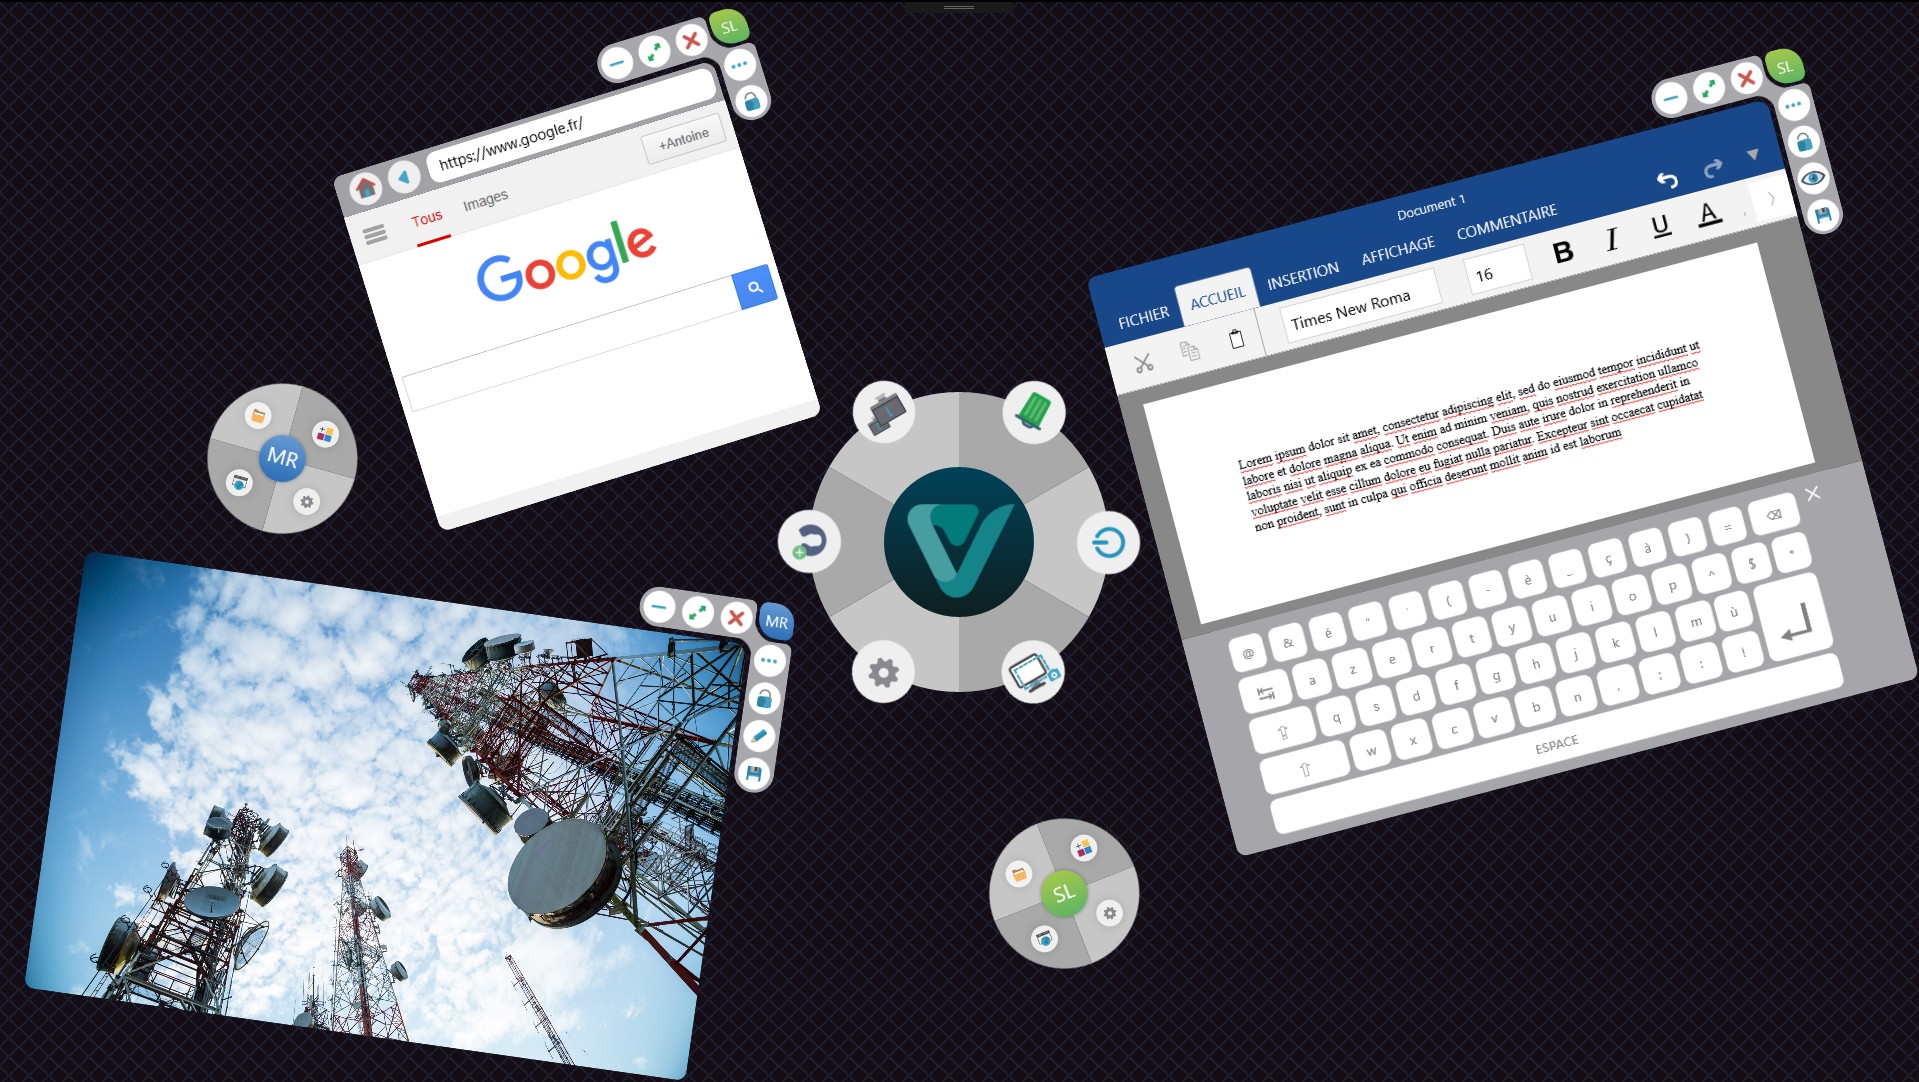 SL
https://www.google.fr/
+Antoine
Tous
Images
Google
MR
MR
SL
Document 1
FICHIER
ACCUEIL
INSERTION
AFFICHAGE
COMMENTAIRE
Times New Roma
16
B
I
U
A
Lorem ipsum dolor sit amet, consectetur adipiscing elit, sed do eiusmod tempor incididunt ut
labore et dolore magna aliqua. Ut enim ad minim veniam, quis nostrud exercitation ullamco
laboris nisi ut aliquip ex ea commodo consequat. Duis aute irure dolor in reprehenderit in
voluptate velit esse cillum dolore eu fugiat nulla pariatur. Excepteur sint occaecat cupidatat
non proident, sunt in culpa qui officia deserunt mollit anim id est laborum
@ & é " ' ( - è _ ç à ) =
a z e r t y u i o p ^ $ *
q s d f g h j k l m ù
w x c v b n , ; : !
ESPACE
SL